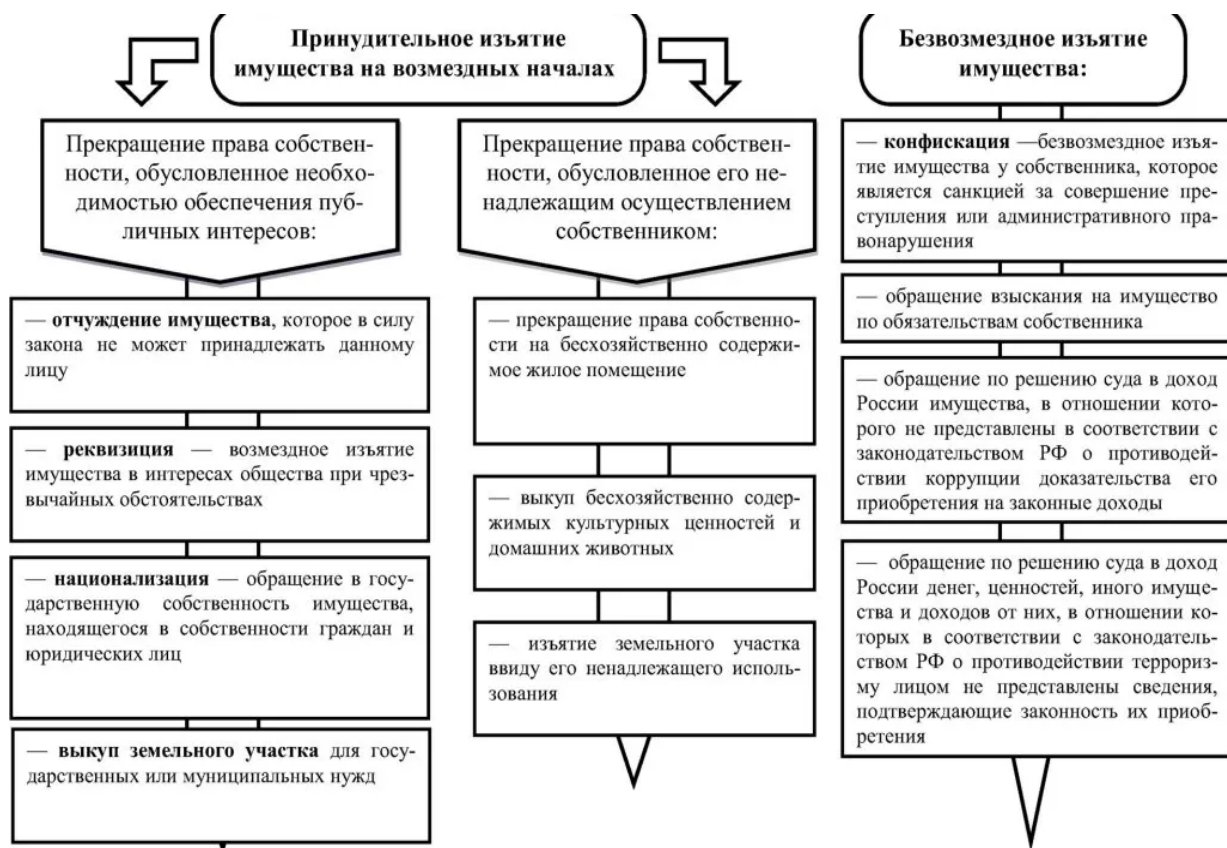 Принудительное изъятие
имущества на возмездных началах
Прекращение права собствен-
ности, обусловленное необхо-
димостью обеспечения пуб-
личных интересов:
— отчуждение имущества, которое в силу
закона не может принадлежать данному
лицу
— реквизиция — возмездное изъятие
имущества в интересах общества при чрез-
вычайных обстоятельствах
— национализация — обращение в госу-
дарственную собственность имущества,
находящегося в собственности граждан и
юридических лиц
— выкуп земельного участка для госу-
дарственных или муниципальных нужд
Прекращение права собствен-
ности, обусловленное его не-
надлежащим осуществлением
собственником:
— прекращение права собственно-
сти на бесхозяйственно содержи-
мое жилое помещение
— выкуп бесхозяйственно содер-
жимых культурных ценностей и
домашних животных
— изъятие земельного участка
ввиду его ненадлежащего исполь-
зования
Безвозмездное изъятие
имущества:
— конфискация —безвозмездное изъя-
тие имущества у собственника, которое
является санкцией за совершение пре-
ступления или административного пра-
вонарушения
— обращение взыскания на имущество
по обязательствам собственника
— обращение по решению суда в доход
России имущества, в отношении кото-
рого не представлены в соответствии с
законодательством РФ о противодей-
ствии коррупции доказательства его
приобретения на законные доходы
— обращение по решению суда в доход
России денег, ценностей, иного имуще-
ства и доходов от них, в отношении ко-
торых в соответствии с законодатель-
ством РФ о противодействии террориз-
му лицом не представлены сведения,
подтверждающие законность их приоб-
ретения